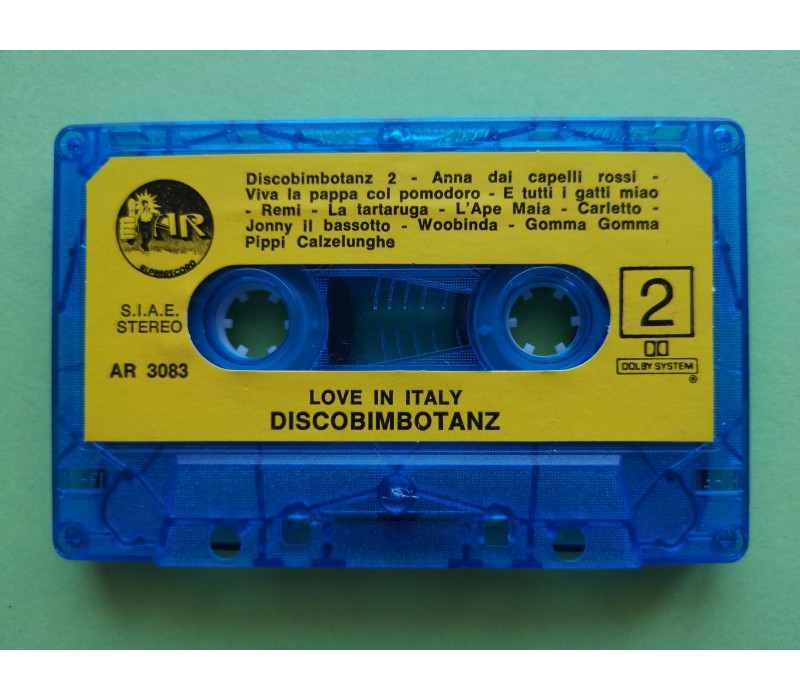 Discobimbotanz 2 - Anna dai capelli rossi -
Viva la pappa col pomodoro - E tutti i gatti miao
- Remi - La tartaruga - L'Ape Maia - Carletto -
Jonny il bassotto - Woobinda - Gomma Gomma
Pippi Calzelunghe
AR
S.I.A.E.
STEREO
2
AR 3083
DOLBY SYSTEM
®
LOVE IN ITALY
DISCOBIMBOTANZ